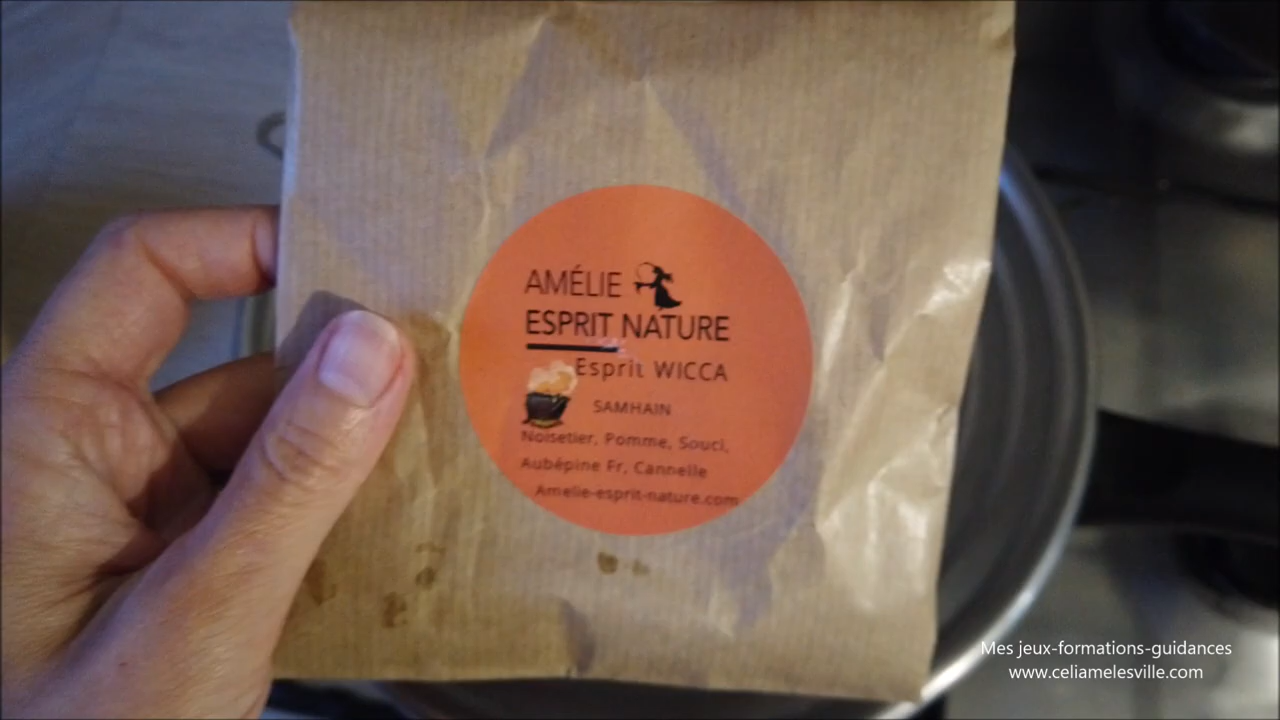 AMÉLIE
ESPRIT NATURE
Esprit WICCA
SAMHAIN
Noisetier, Pomme, Souci,
Aubépine Fr, Cannelle
Amelie-esprit-nature.com
Mes jeux-formations-guidances
www.celiamelesville.com